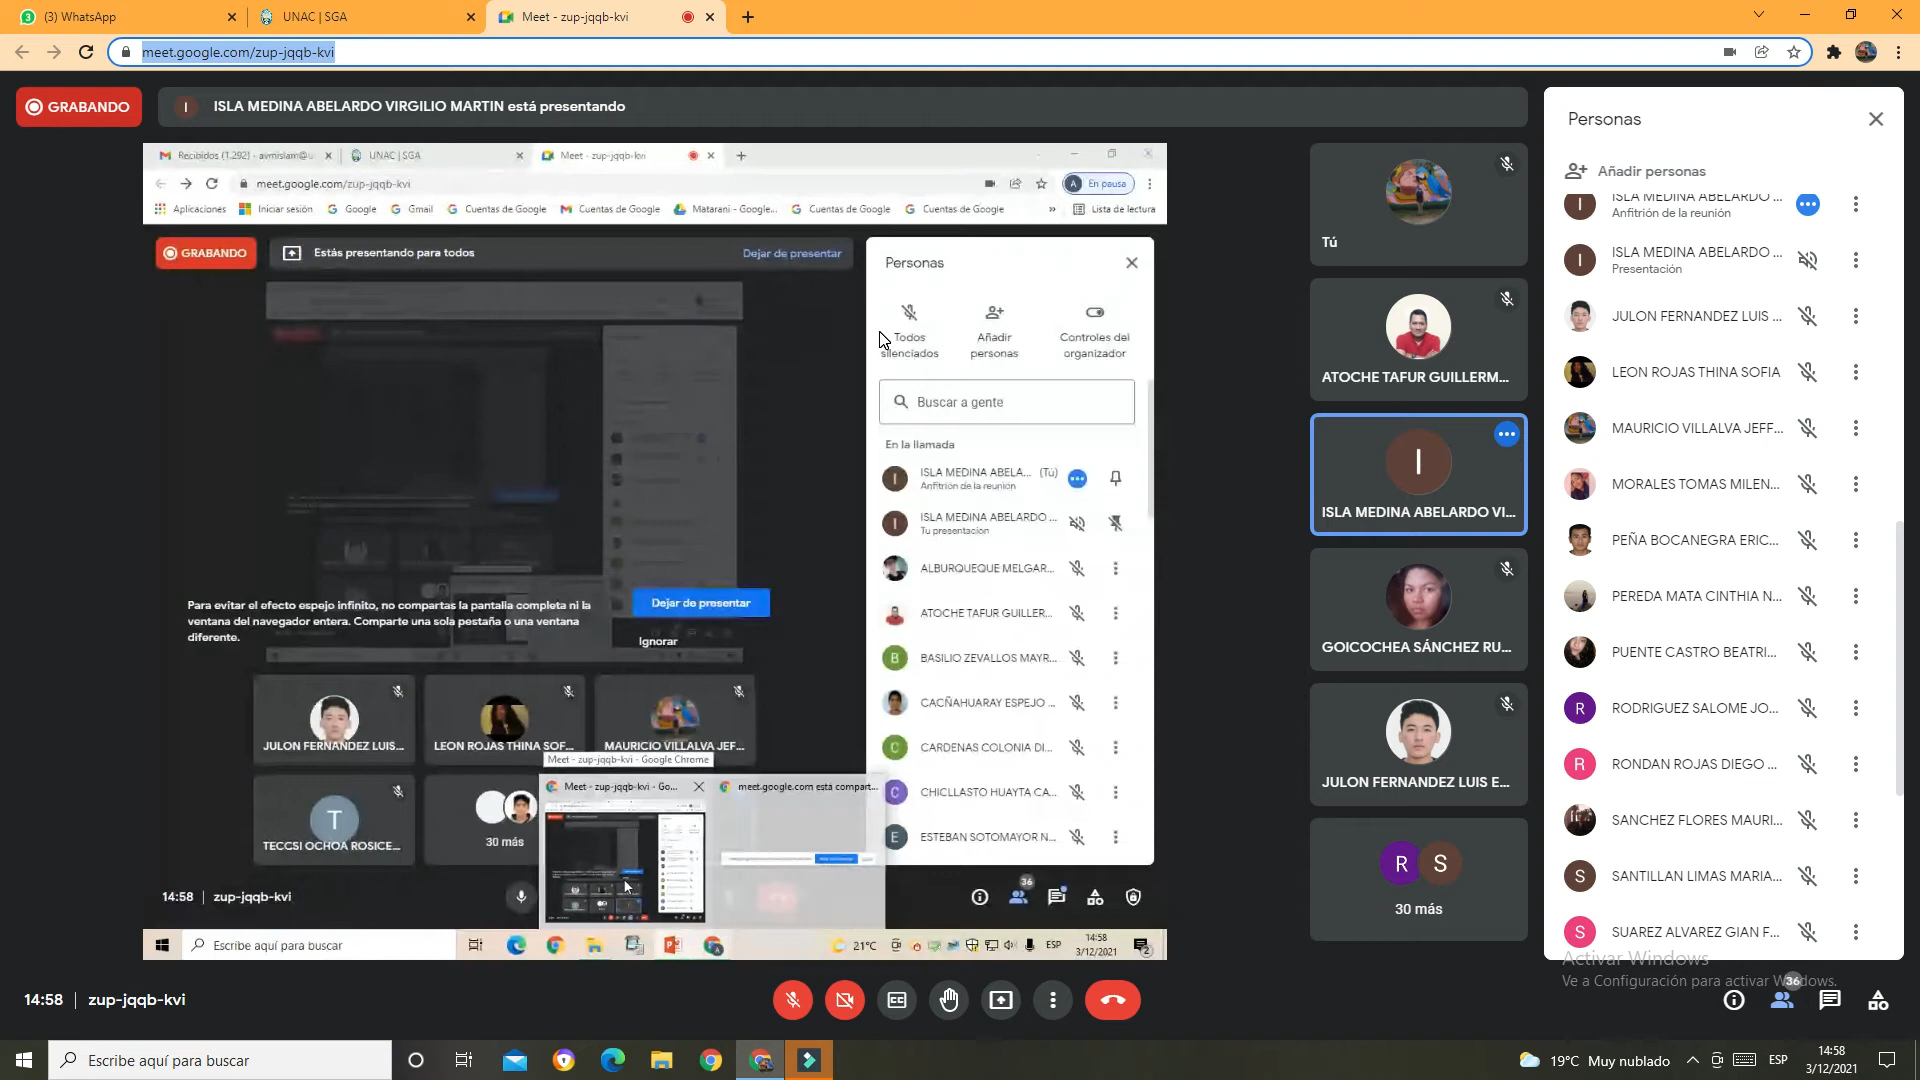 (3) WhatsApp
UNAC | SGA
Meet - zup-jqqb-kvi
meet.google.com/zup-jqqb-kvi
GRABANDO
I
ISLA MEDINA ABELARDO VIRGILIO MARTIN está presentando
Recibidos (1.292) - avmislam@u
UNAC | SGA
Meet - zup-jqqb-kvi
meet.google.com/zup-jqqb-kvi
A En pausa
Aplicaciones
Iniciar sesión
Google
Gmail
Cuentas de Google
Cuentas de Google
Matarani - Google...
Cuentas de Google
Cuentas de Google
»
Lista de lectura
GRABANDO
Estás presentando para todos
Dejar de presentar
Personas
Todos silenciados
Añadir personas
Controles del organizador
Buscar a gente
En la llamada
I ISLA MEDINA ABELA... (Tú)
Anfitrión de la reunión
I ISLA MEDINA ABELARDO ...
Tu presentación
ALBURQUEQUE MELGAR...
ATOCHE TAFUR GUILLER...
B BASILIO ZEVALLOS MAYR...
CACÑAHUARAY ESPEJO ...
C CARDENAS COLONIA DI...
C CHICLLASTO HUAYTA CA...
E ESTEBAN SOTOMAYOR N...
Para evitar el efecto espejo infinito, no compartas la pantalla completa ni la
ventana del navegador entera. Comparte una sola pestaña o una ventana
diferente.
Dejar de presentar
Ignorar
JULON FERNANDEZ LUIS...
LEON ROJAS THINA SOF...
MAURICIO VILLALVA JEF...
Meet - zup-jqqb-kvi - Google Chrome
Meet - zup-jqqb-kvi - Go...
meet.google.com está compart...
T
TECCSI OCHOA ROSICE...
30 más
14:58 | zup-jqqb-kvi
36
Escribe aquí para buscar
21°C
ESP
14:58
3/12/2021
2
Tú
ATOCHE TAFUR GUILLERM...
I
ISLA MEDINA ABELARDO VI...
GOICOCHEA SÁNCHEZ RU...
JULON FERNANDEZ LUIS E...
R S
30 más
Personas
Añadir personas
I ISLA MEDINA ABELARDO ...
Anfitrión de la reunión
I ISLA MEDINA ABELARDO ...
Presentación
JULON FERNANDEZ LUIS ...
LEON ROJAS THINA SOFIA
MAURICIO VILLALVA JEFF...
MORALES TOMAS MILEN...
PEÑA BOCANEGRA ERIC...
PEREDA MATA CINTHIA N...
PUENTE CASTRO BEATRI...
R RODRIGUEZ SALOME JO...
R RONDAN ROJAS DIEGO ...
SANCHEZ FLORES MAURI...
S SANTILLAN LIMAS MARIA...
S SUAREZ ALVAREZ GIAN F...
Activar Windows
Ve a Configuración para activar Windows.
14:58 | zup-jqqb-kvi
36
Escribe aquí para buscar
19°C Muy nublado
ESP
14:58
3/12/2021